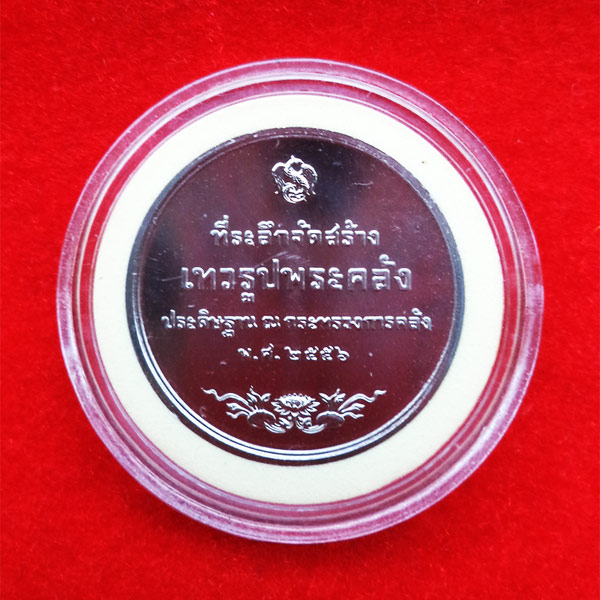 ที่ระลึกจัดสร้าง
เทวรูปพระคลัง
ประดิษฐาน ณ กระทรวงการคลัง
พ.ศ. ๒๕๕๖